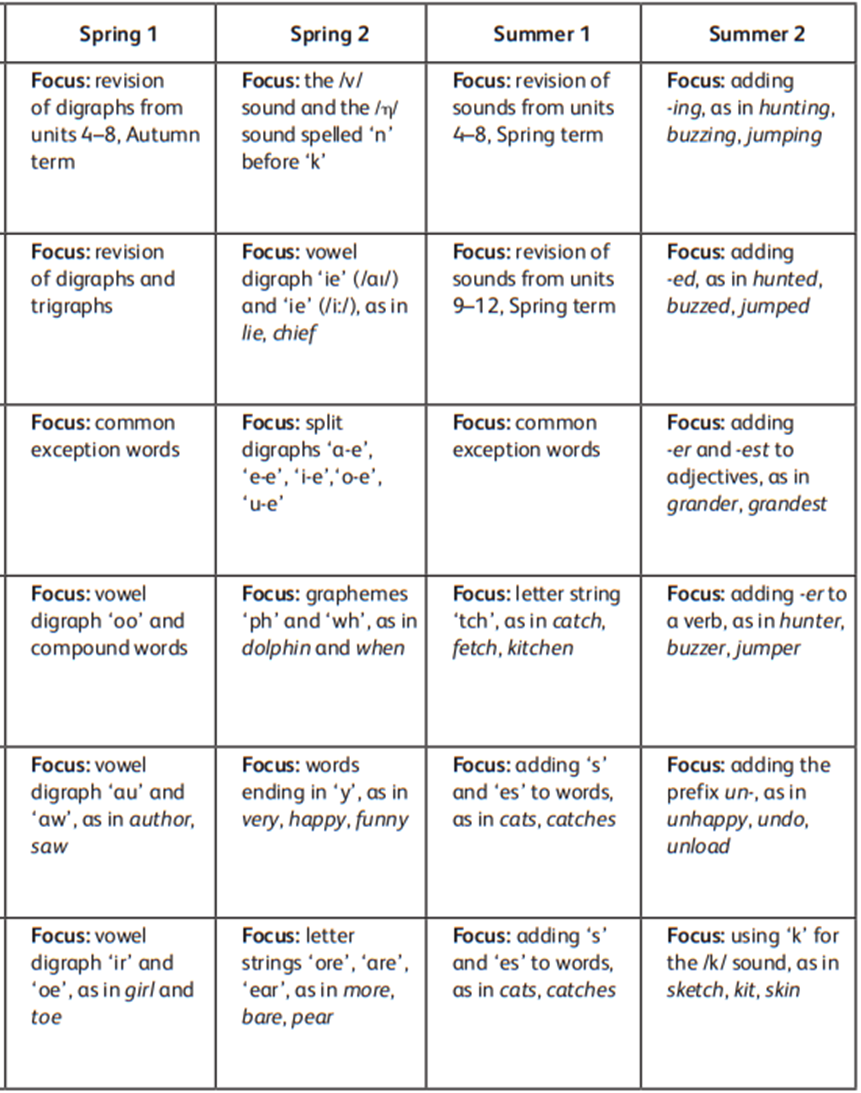 Spring 1
Spring 2
Summer 1
Summer 2
Focus: revision
of digraphs from
units 4–8, Autumn
term
Focus: the /v/
sound and the /η/
sound spelled ‘n’
before ‘k’
Focus: revision of
sounds from units
4–8, Spring term
Focus: adding
-ing, as in hunting,
buzzing, jumping
Focus: revision
of digraphs and
trigraphs
Focus: vowel
digraph ‘ie’ (/aɪ/)
and ‘ie’ (/i:/), as in
lie, chief
Focus: revision of
sounds from units
9–12, Spring term
Focus: adding
-ed, as in hunted,
buzzed, jumped
Focus: common
exception words
Focus: split
digraphs ‘a-e’,
‘e-e’, ‘i-e’,‘o-e’,
‘u-e’
Focus: common
exception words
Focus: adding
-er and -est to
adjectives, as in
grander, grandest
Focus: vowel
digraph ‘oo’ and
compound words
Focus: graphemes
‘ph’ and ‘wh’, as in
dolphin and when
Focus: letter string
‘tch’, as in catch,
fetch, kitchen
Focus: adding -er to
a verb, as in hunter,
buzzer, jumper
Focus: vowel
digraph ‘au’ and
‘aw’, as in author,
saw
Focus: words
ending in ‘y’, as in
very, happy, funny
Focus: adding ‘s’
and ‘es’ to words,
as in cats, catches
Focus: adding the
prefix un-, as in
unhappy, undo,
unload
Focus: vowel
digraph ‘ir’ and
‘oe’, as in girl and
toe
Focus: letter
strings ‘ore’, ‘are’,
‘ear’, as in more,
bare, pear
Focus: adding ‘s’
and ‘es’ to words,
as in cats, catches
Focus: using ‘k’ for
the /k/ sound, as in
sketch, kit, skin